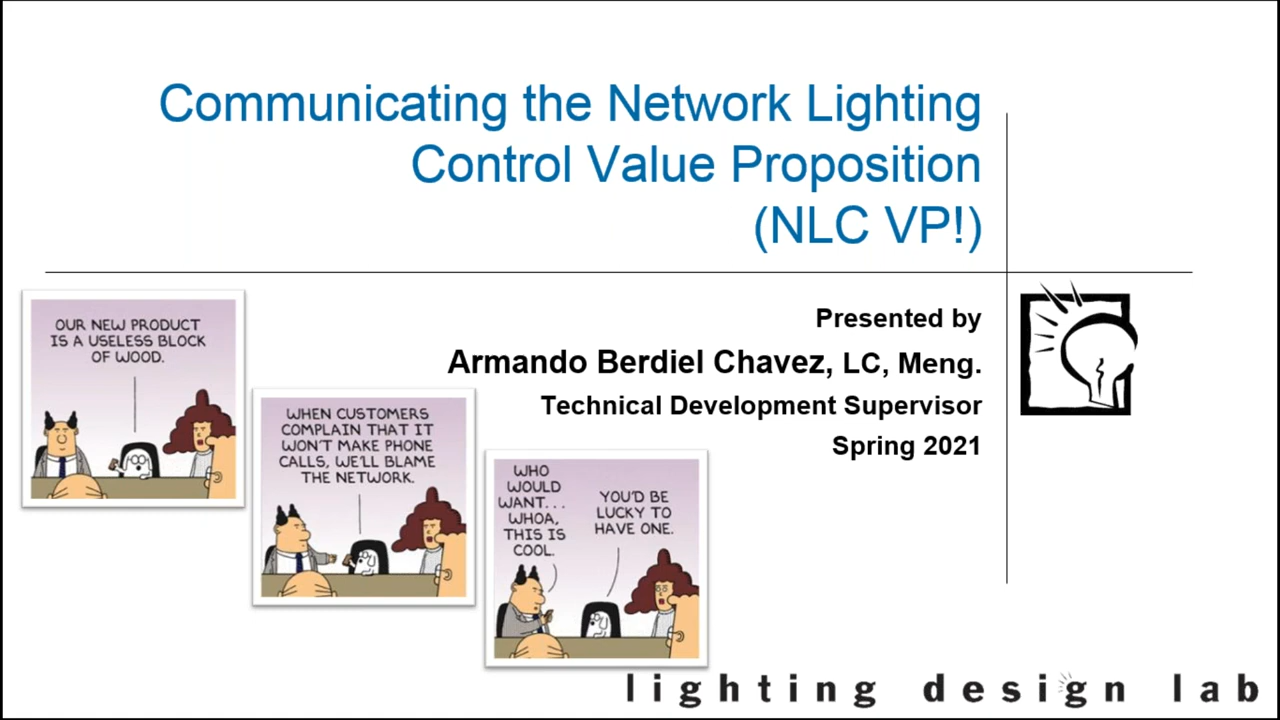 Communicating the Network Lighting
Control Value Proposition
(NLC VP!)
Presented by
Armando Berdiel Chavez, LC, Meng.
Technical Development Supervisor
Spring 2021
OUR NEW PRODUCT
IS A USELESS BLOCK
OF WOOD.
WHEN CUSTOMERS
COMPLAIN THAT IT
WON'T MAKE PHONE
CALLS, WE'LL BLAME
THE NETWORK.
WHO
WOULD
WANT...
WHOA,
THIS IS
COOL.
YOU'D BE
LUCKY TO
HAVE ONE.
lighting design lab